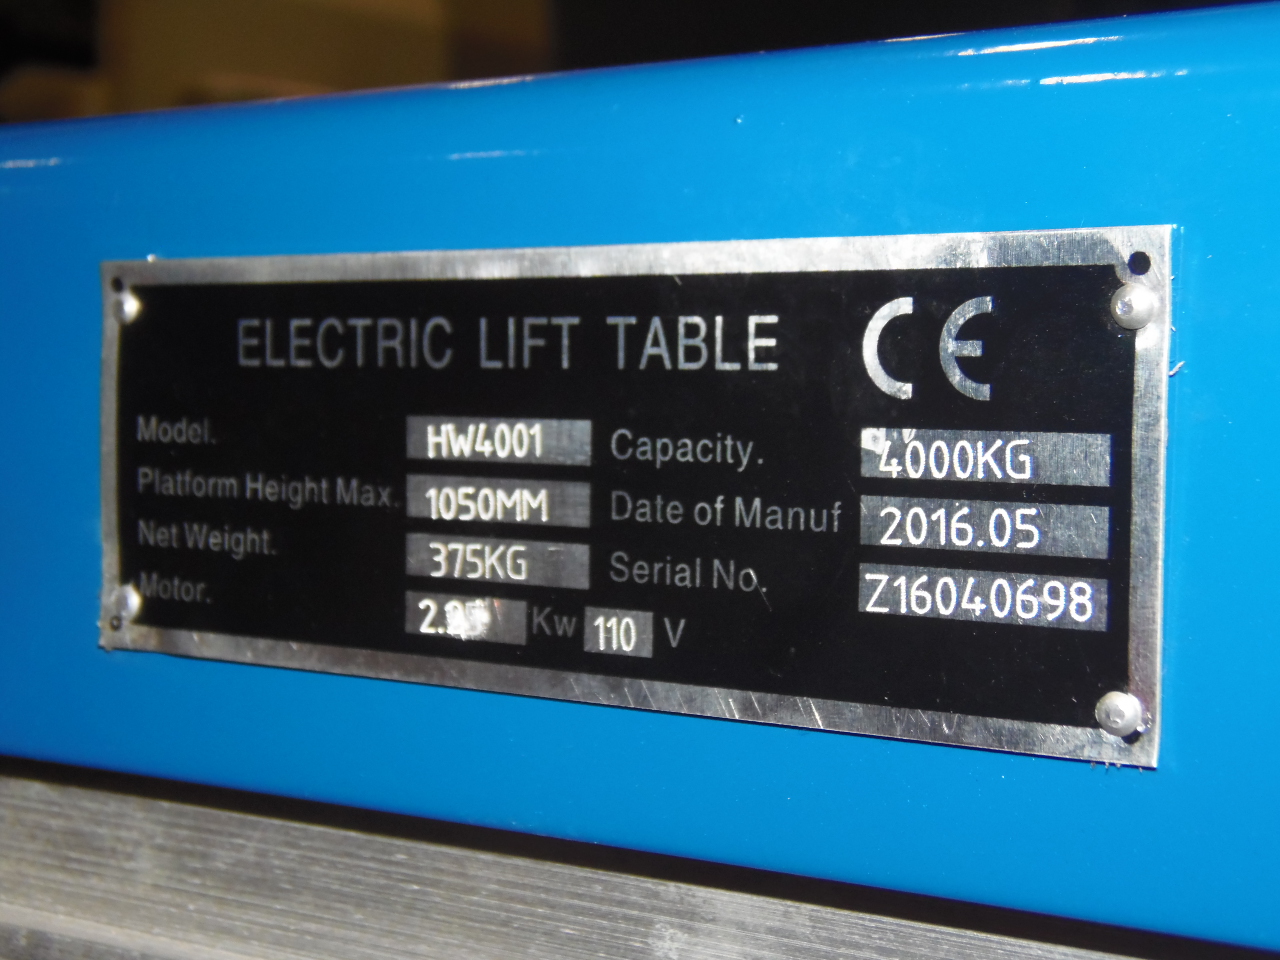 ELECTRIC LIFT TABLE CE
Model. HW4001 Capacity. 4000KG
Platform Height Max. 1050MM Date of Manuf 2016.05
Net Weight. 375KG Serial No. Z16040698
Motor. Kw 110 V